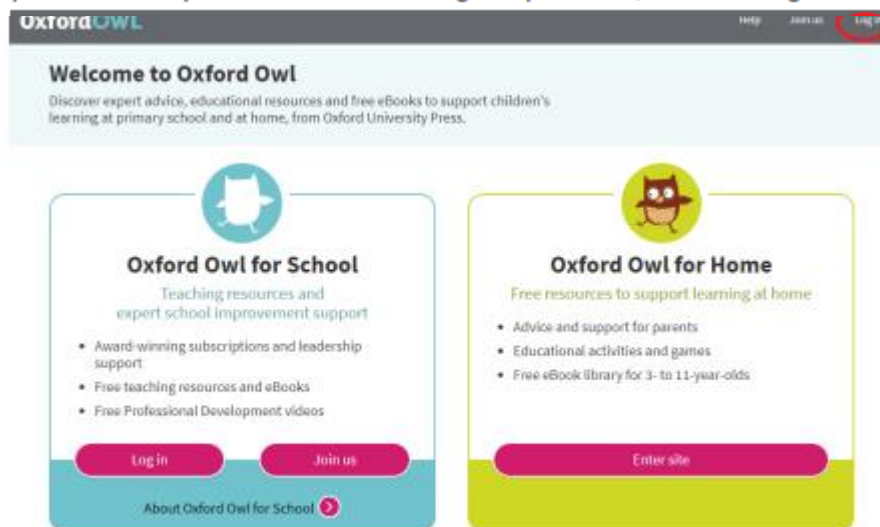 OxfordOWL
Help Join us Log in
Welcome to Oxford Owl
Discover expert advice, educational resources and free eBooks to support children's
learning at primary school and at home, from Oxford University Press.
Oxford Owl for School
Teaching resources and
expert school improvement support
• Award-winning subscriptions and leadership
support
• Free teaching resources and eBooks
• Free Professional Development videos
Log in Join us
About Oxford Owl for School
Oxford Owl for Home
Free resources to support learning at home
• Advice and support for parents
• Educational activities and games
• Free eBook library for 3- to 11-year-olds
Enter site